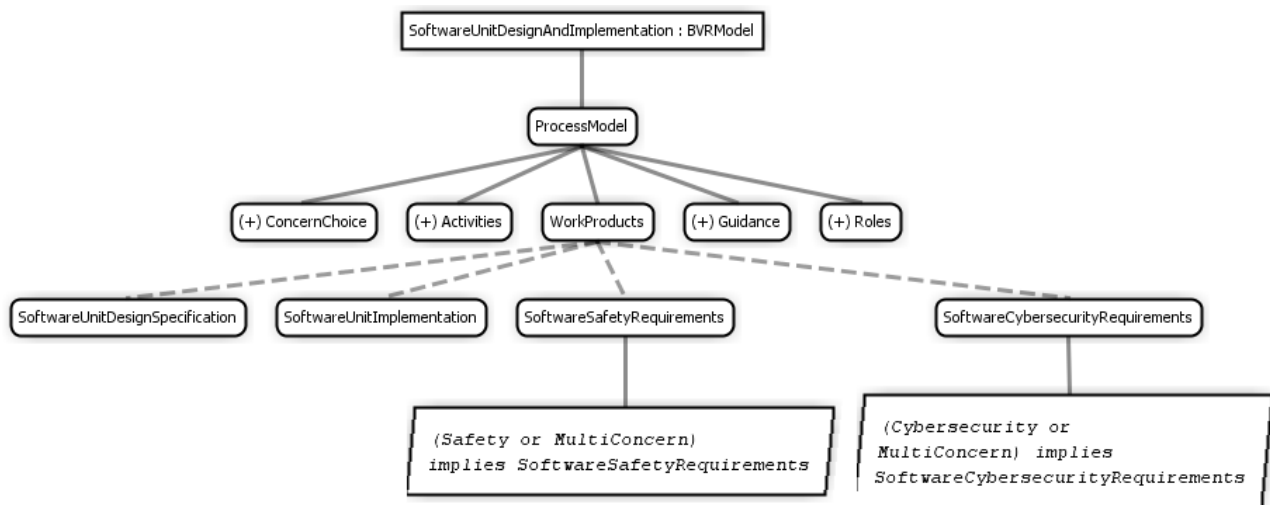 SoftwareUnitDesignAndImplementation : BVRModel
ProcessModel
(+) ConcernChoice
(+) Activities
WorkProducts
(+) Guidance
(+) Roles
SoftwareUnitDesignSpecification
SoftwareUnitImplementation
SoftwareSafetyRequirements
SoftwareCybersecurityRequirements
(Safety or MultiConcern)
implies SoftwareSafetyRequirements
(Cybersecurity or
MultiConcern) implies
SoftwareCybersecurityRequirements